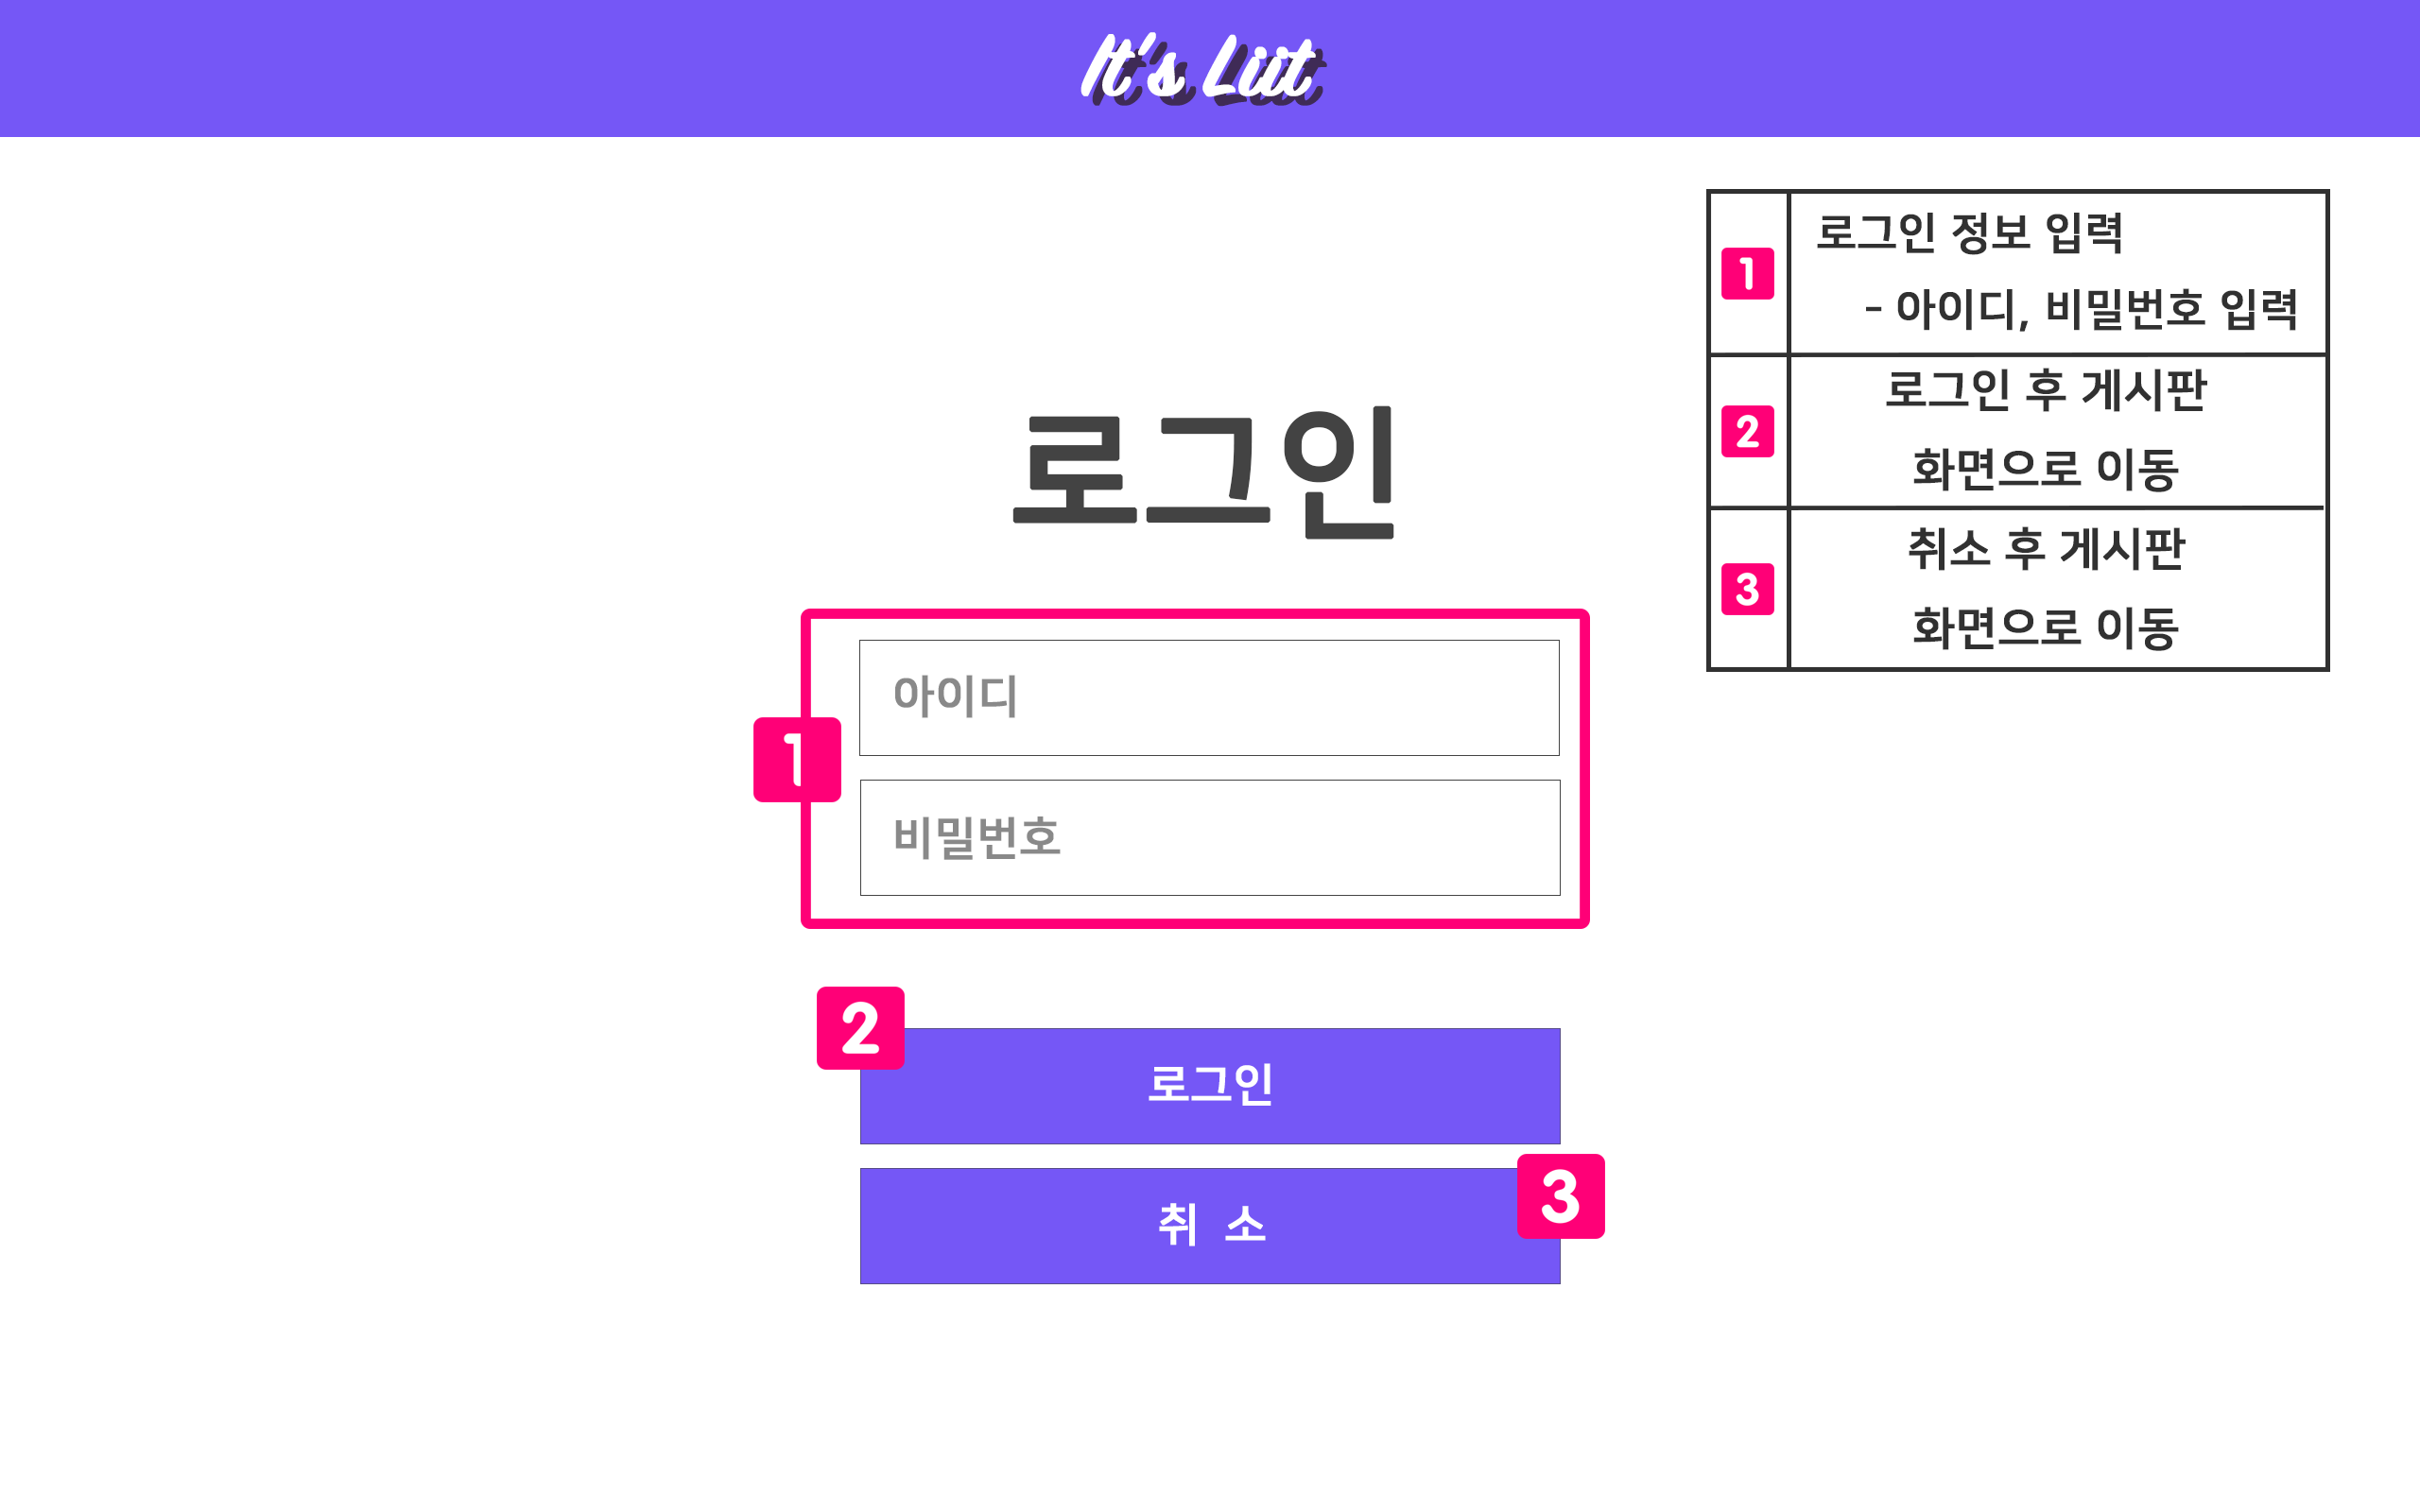 It's Liit
로그인
1
아이디
비밀번호
2
로그인
취 소
3
1
로그인 정보 입력
- 아이디, 비밀번호 입력
2
로그인 후 게시판
화면으로 이동
3
취소 후 게시판
화면으로 이동